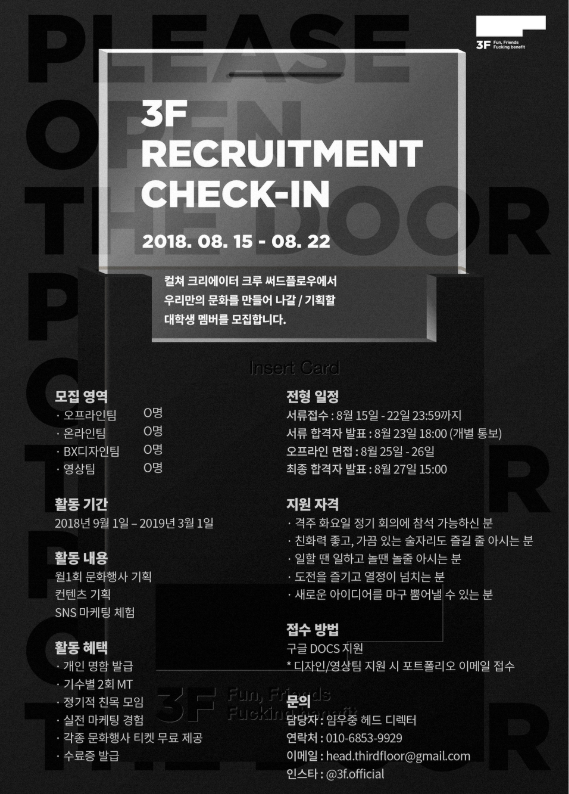 3F Fun, Friends
Fucking benefit
PLEASE
OPEN
THE DOOR
3F
RECRUITMENT
CHECK-IN
2018. 08. 15 - 08. 22
컬쳐 크리에이터 크루 써드플로우에서
우리만의 문화를 만들어 나갈 / 기획할
대학생 멤버를 모집합니다.
Insert Card
모집 영역
· 오프라인팀 O명
· 온라인팀 O명
· BX디자인팀 O명
· 영상팀 O명
활동 기간
2018년 9월 1일 – 2019년 3월 1일
활동 내용
월1회 문화행사 기획
컨텐츠 기획
SNS 마케팅 체험
활동 혜택
· 개인 명함 발급
· 기수별 2회 MT
· 정기적 친목 모임
· 실전 마케팅 경험
· 각종 문화행사 티켓 무료 제공
· 수료증 발급
전형 일정
서류접수 : 8월 15일 - 22일 23:59까지
서류 합격자 발표 : 8월 23일 18:00 (개별 통보)
오프라인 면접 : 8월 25일 - 26일
최종 합격자 발표 : 8월 27일 15:00
지원 자격
· 격주 화요일 정기 회의에 참석 가능하신 분
· 친화력 좋고, 가끔 있는 술자리도 즐길 줄 아시는 분
· 일할 땐 일하고 놀땐 놀줄 아시는 분
· 도전을 즐기고 열정이 넘치는 분
· 새로운 아이디어를 마구 뿜어낼 수 있는 분
접수 방법
구글 DOCS 지원
* 디자인/영상팀 지원 시 포트폴리오 이메일 접수
문의
담당자 : 임우중 헤드 디렉터
연락처 : 010-6853-9929
이메일 : head.thirdfloor@gmail.com
인스타 : @3f.official
3F Fun, Friends
Fucking benefit
THE DOOR